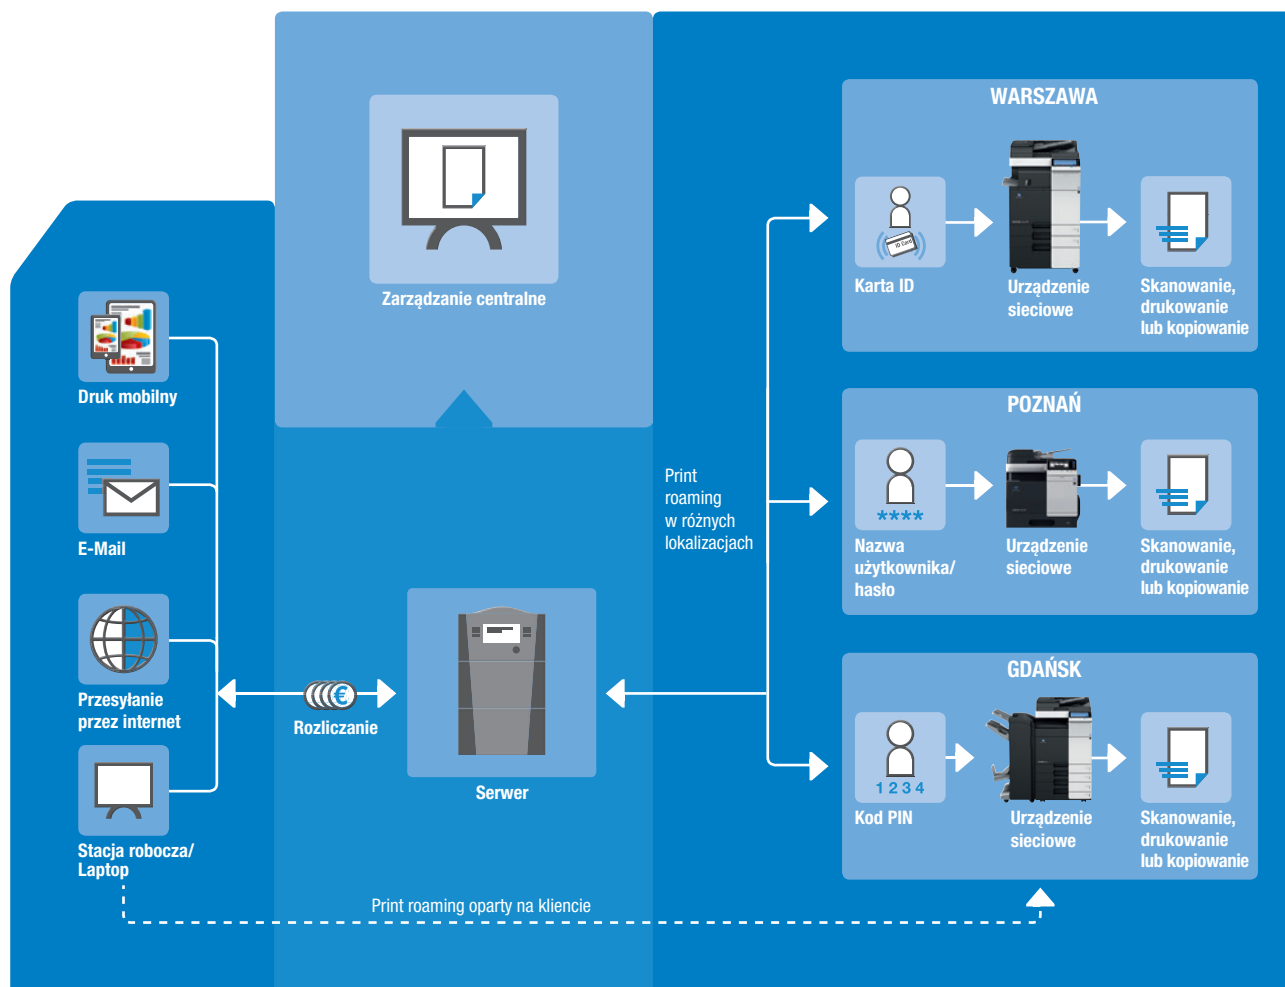 Zarządzanie centralne
Druk mobilny
E-Mail
Przesyłanie
przez internet
Stacja robocza/
Laptop
€
Rozliczanie
Serwer
Print
roaming
w różnych
lokalizacjach
Print roaming oparty na kliencie
WARSZAWA
ID Card
Karta ID
Urządzenie
sieciowe
Skanowanie,
drukowanie
lub kopiowanie
POZNAŃ
****
Nazwa
użytkownika/
hasło
Urządzenie
sieciowe
Skanowanie,
drukowanie
lub kopiowanie
GDAŃSK
1 2 3 4
Kod PIN
Urządzenie
sieciowe
Skanowanie,
drukowanie
lub kopiowanie